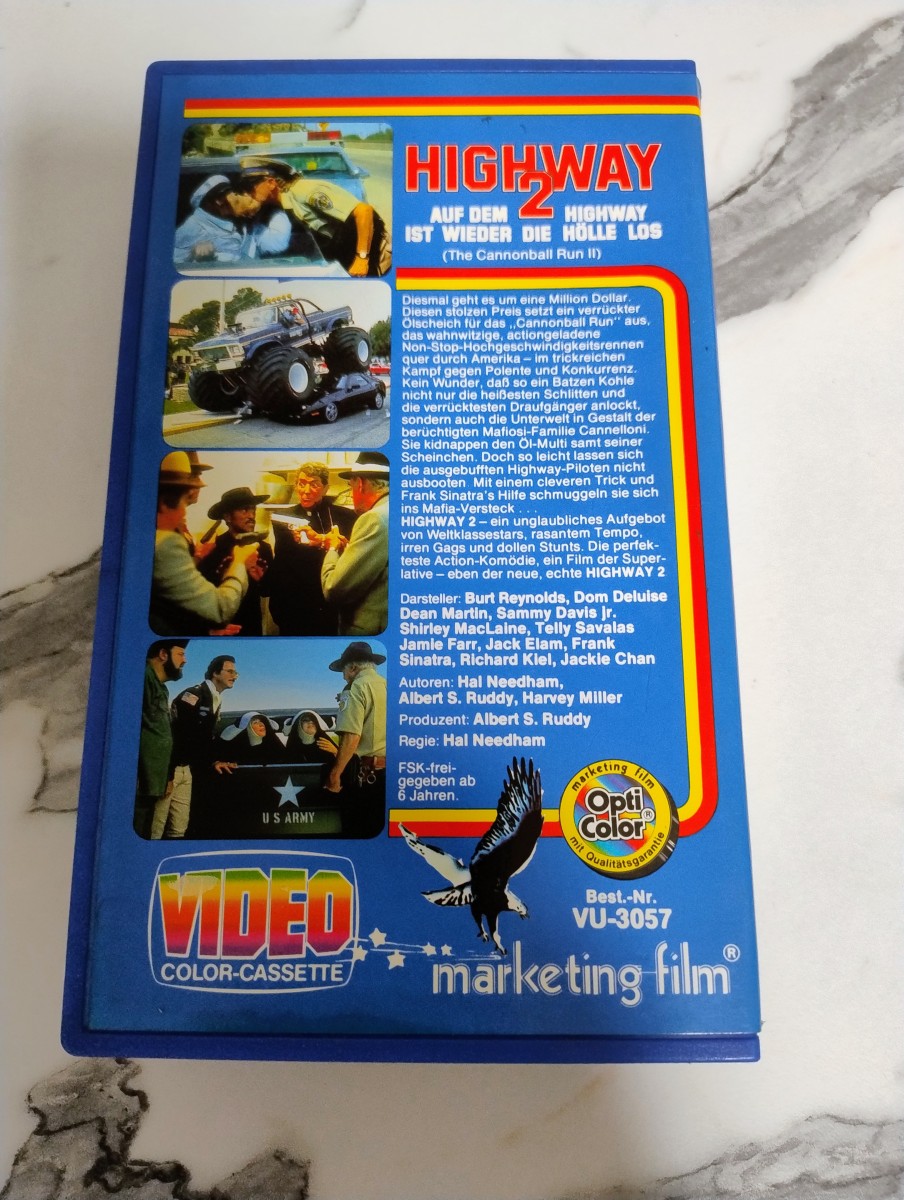 HIGHWAY
2
AUF DEM HIGHWAY
IST WIEDER DIE HÖLLE LOS
(The Cannonball Run II)
Diesmal geht es um eine Million Dollar.
Diesen stolzen Preis setzt ein verrückter
Ölscheich für das „Cannonball Run“ aus,
das wahnwitzige, actiongeladene
Non-Stop-Hochgeschwindigkeitsrennen
quer durch Amerika – im trickreichen
Kampf gegen Polente und Konkurrenz.
Kein Wunder, daß so ein Batzen Kohle
nicht nur die heißesten Schlitten und
die verrücktesten Draufgänger anlockt,
sondern auch die Unterwelt in Gestalt der
berüchtigten Mafiosi-Familie Cannelloni.
Sie kidnappen den Öl-Multi samt seiner
Scheinchen. Doch so leicht lassen sich
die ausgebufften Highway-Piloten nicht
ausbooten. Mit einem cleveren Trick und
Frank Sinatra's Hilfe schmuggeln sie sich
ins Mafia-Versteck . . .
HIGHWAY 2 – ein unglaubliches Aufgebot
von Weltklassestars, rasantem Tempo,
irren Gags und dollen Stunts. Die perfek-
teste Action-Komödie, ein Film der Super-
lative – eben der neue, echte HIGHWAY 2
Darsteller: Burt Reynolds, Dom Deluise
Dean Martin, Sammy Davis jr.
Shirley MacLaine, Telly Savalas
Jamie Farr, Jack Elam, Frank
Sinatra, Richard Kiel, Jackie Chan
Autoren: Hal Needham,
Albert S. Ruddy, Harvey Miller
Produzent: Albert S. Ruddy
Regie: Hal Needham
FSK-frei-
gegeben ab
6 Jahren.
U S ARMY
marketing film
Opti
Color®
mit Qualitätsgarantie
Best.-Nr.
VU-3057
VIDEO
COLOR-CASSETTE
marketing film®